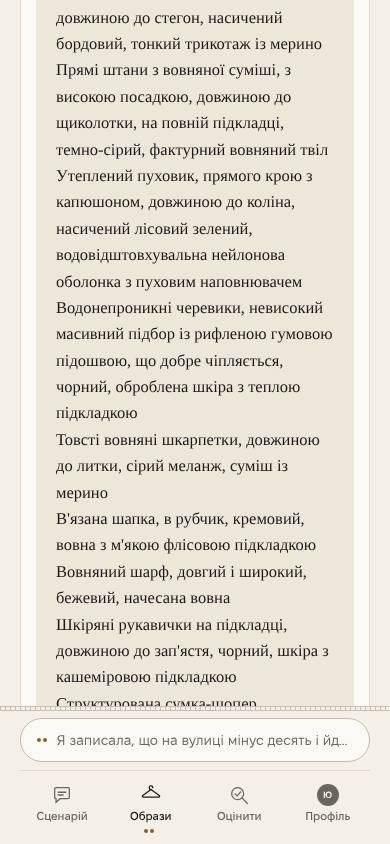 довжиною до стегон, насичений
бордовий, тонкий трикотаж із мерино
Прямі штани з вовняної суміші, з
високою посадкою, довжиною до
щиколотки, на повній підкладці,
темно-сірий, фактурний вовняний твіл
Утеплений пуховик, прямого крою з
капюшоном, довжиною до коліна,
насичений лісовий зелений,
водовідштовхувальна нейлонова
оболонка з пуховим наповнювачем
Водонепроникні черевики, невисокий
масивний підбор із рифленою гумовою
підошвою, що добре чіпляється,
чорний, оброблена шкіра з теплою
підкладкою
Товсті вовняні шкарпетки, довжиною
до литки, сірий меланж, суміш із
мерино
В'язана шапка, в рубчик, кремовий,
вовна з м'якою флісовою підкладкою
Вовняний шарф, довгий і широкий,
бежевий, начесана вовна
Шкіряні рукавички на підкладці,
довжиною до зап'ястя, чорний, шкіра з
кашеміровою підкладкою
Структурована сумка-шопер
Я записала, що на вулиці мінус десять і йд...
Сценарій
Образи
Оцінити
Ю
Профіль